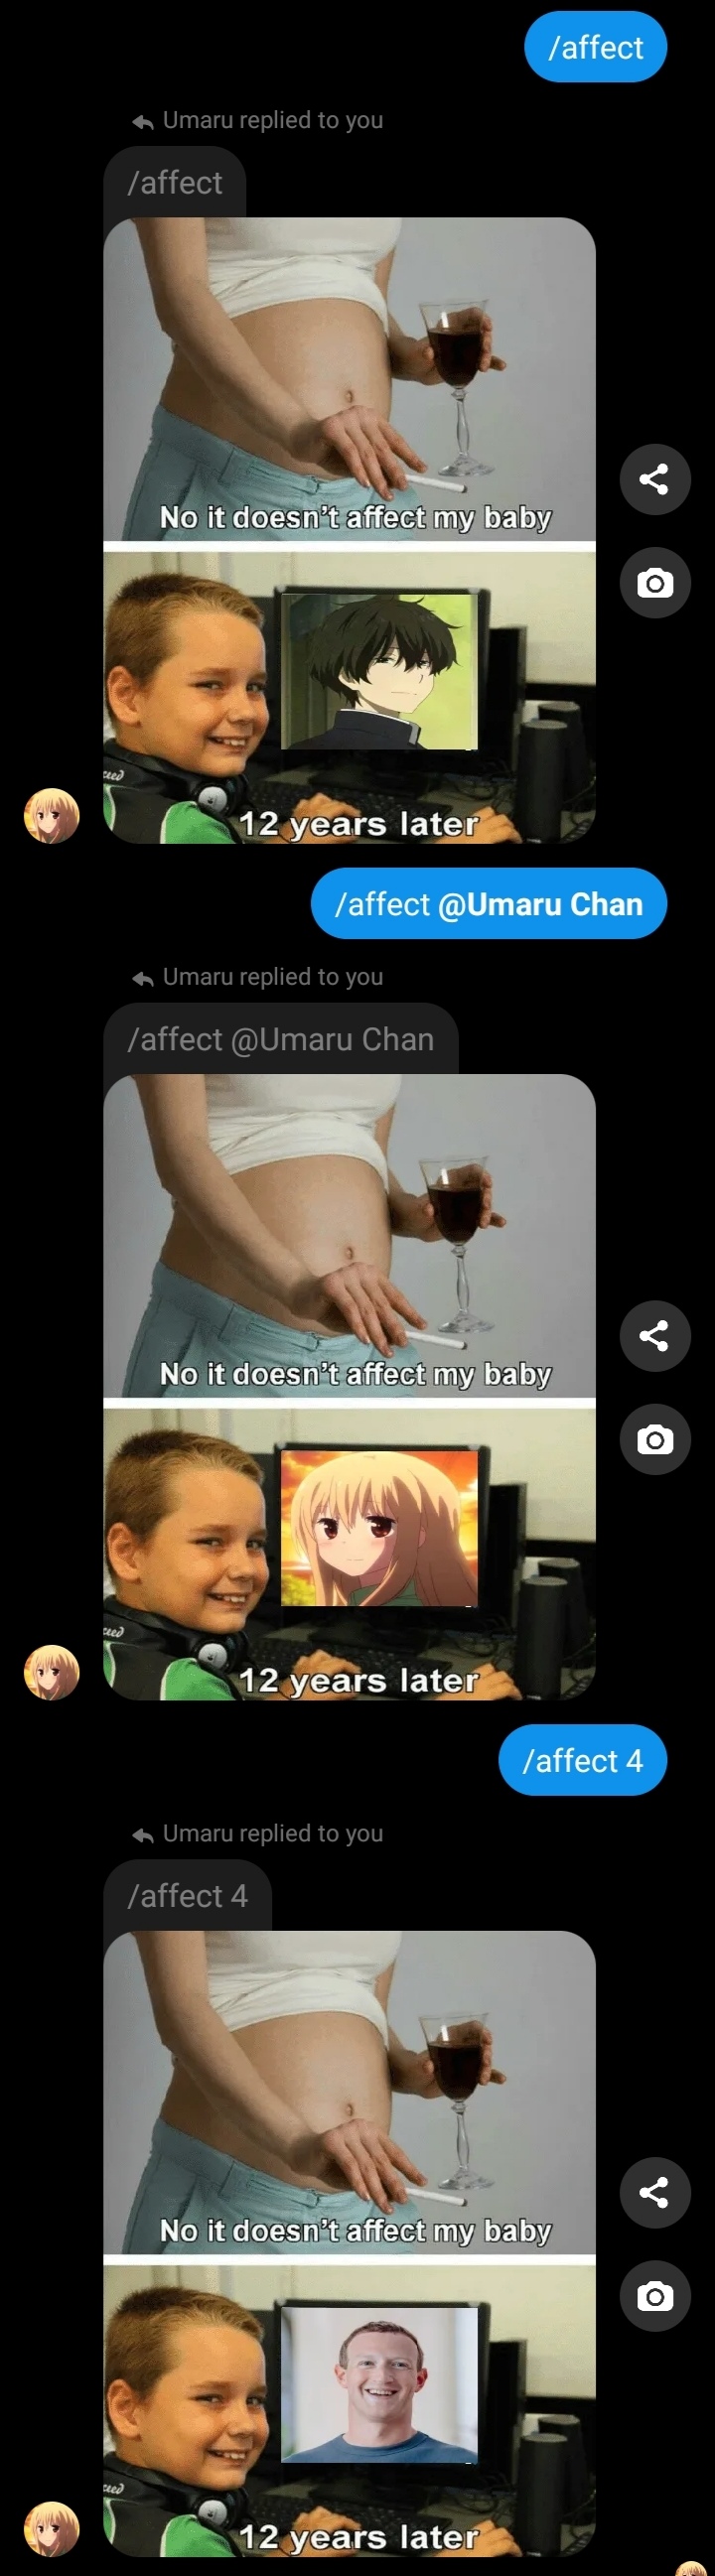 /affect
Umaru replied to you
/affect
No it doesn't affect my baby
12 years later
/affect @Umaru Chan
Umaru replied to you
/affect @Umaru Chan
No it doesn't affect my baby
12 years later
/affect 4
Umaru replied to you
/affect 4
No it doesn't affect my baby
12 years later